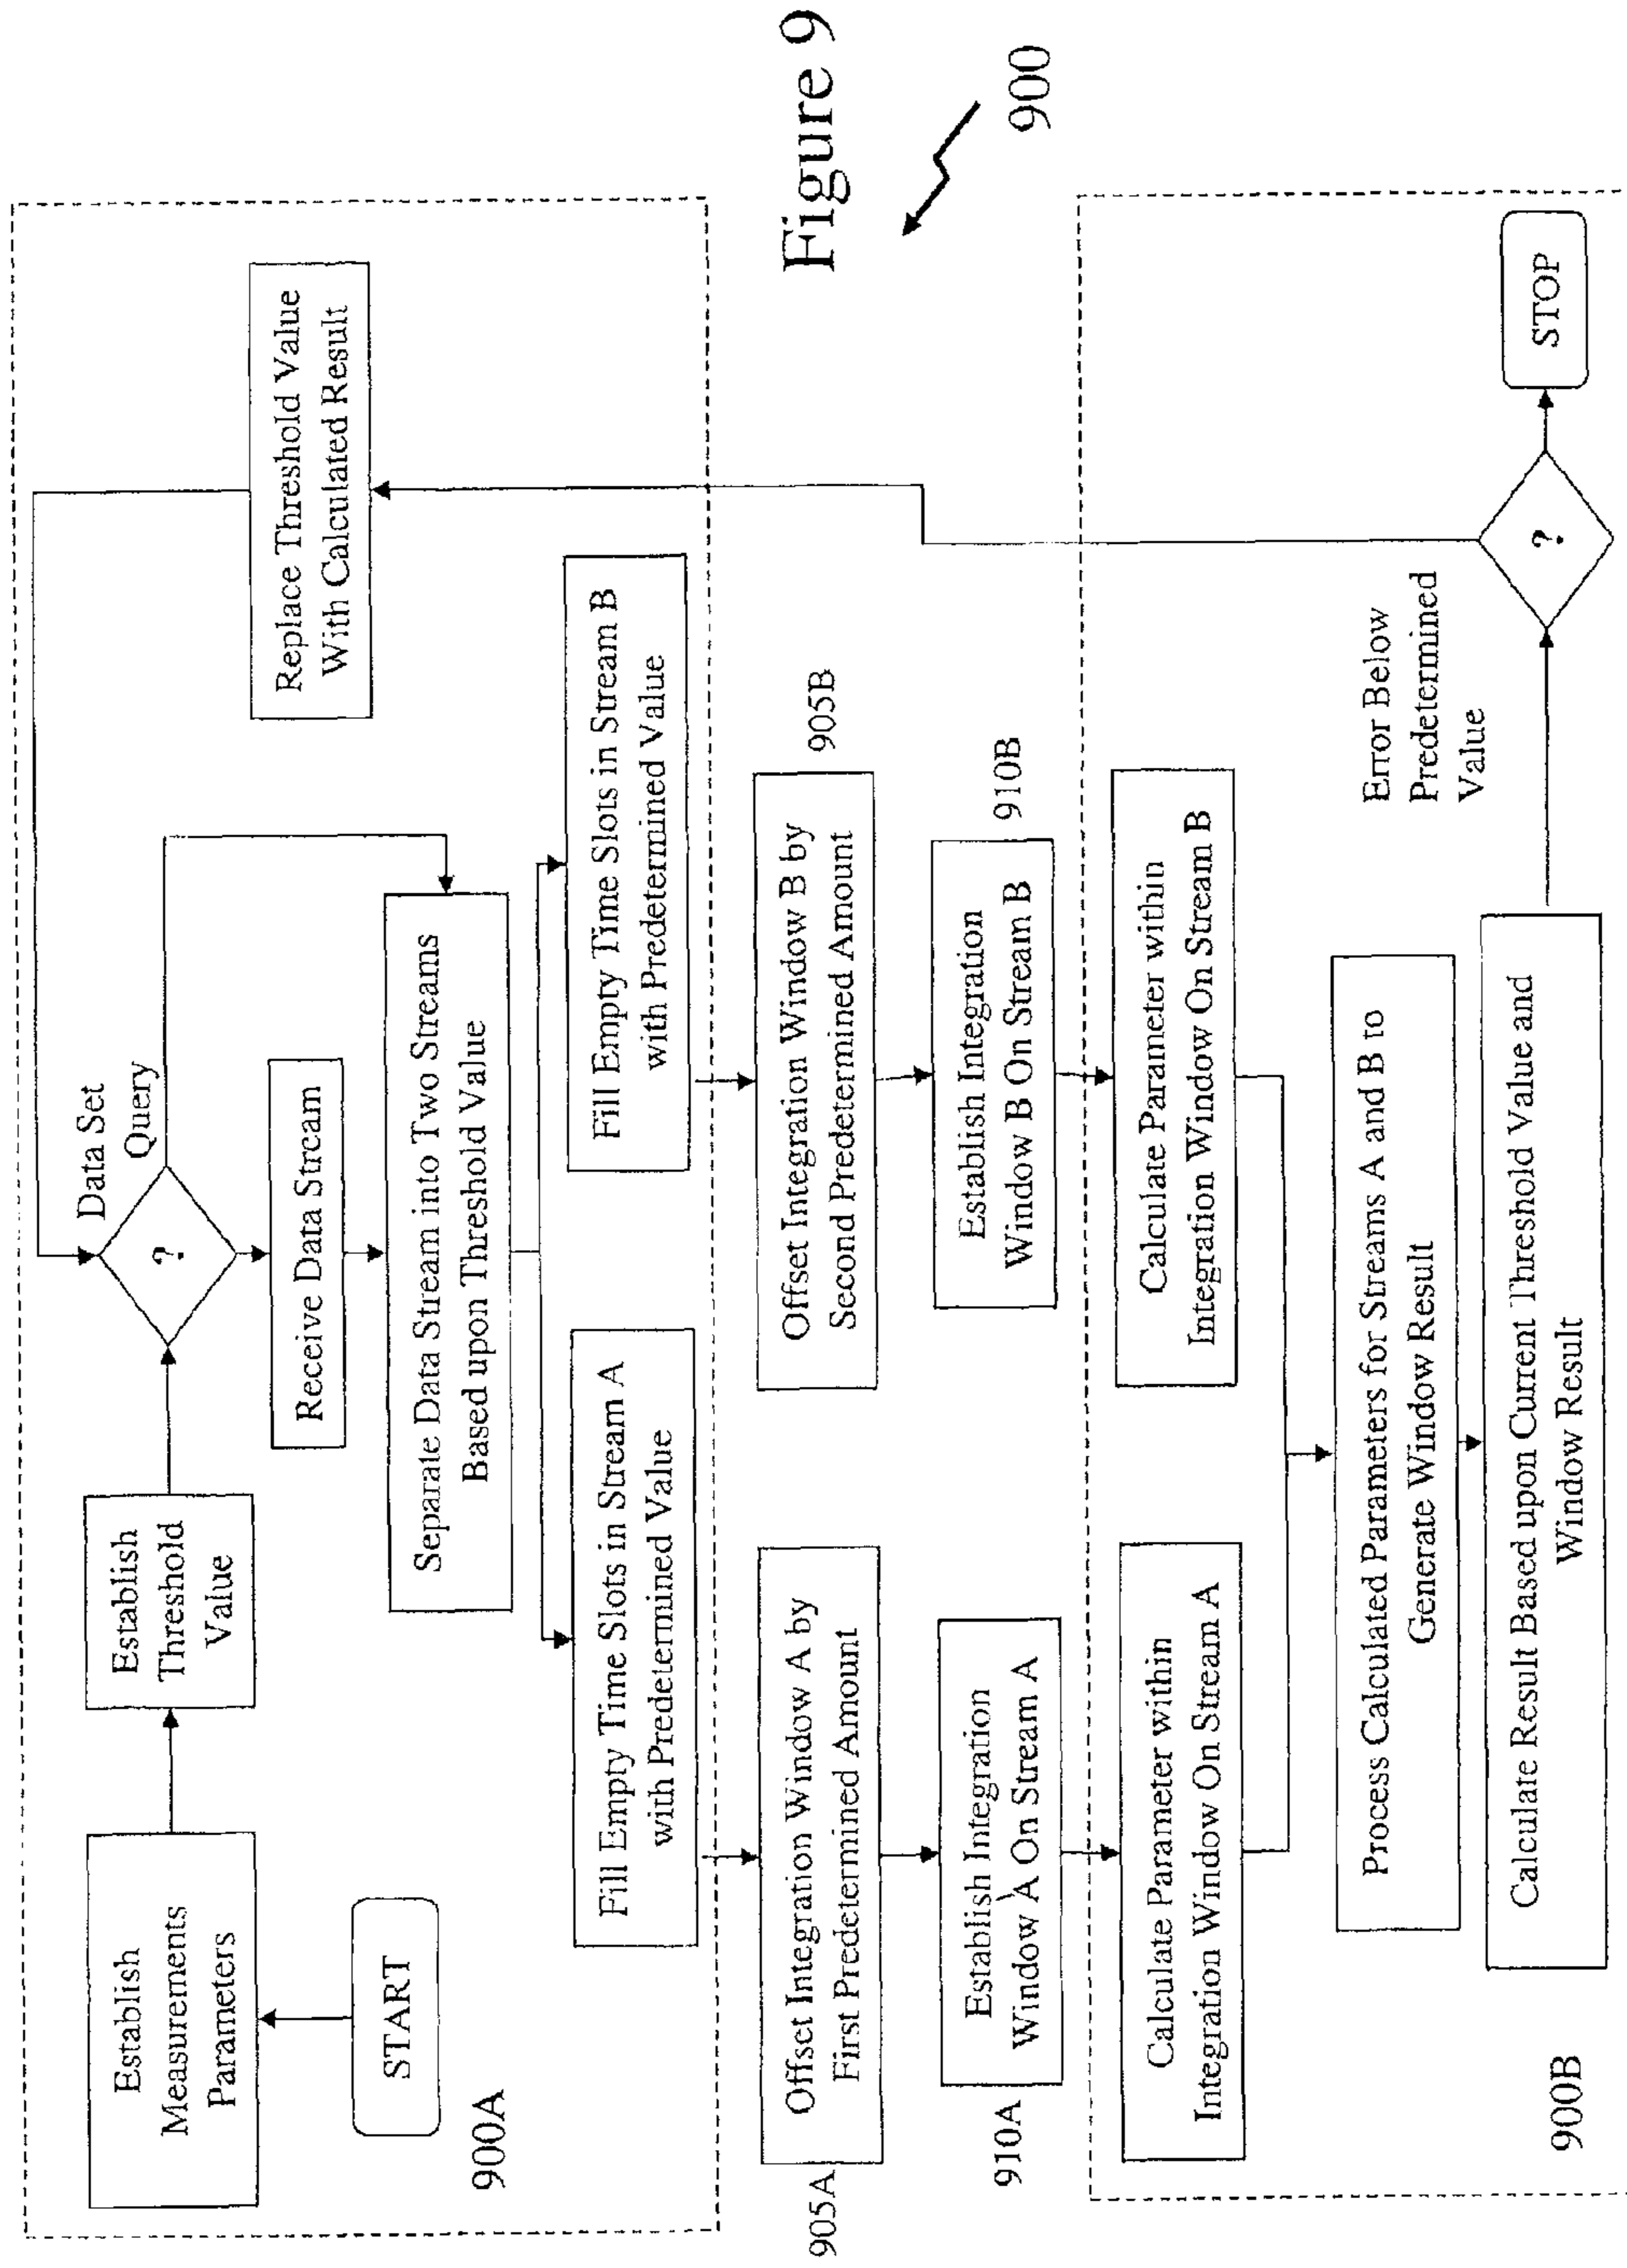 Figure 9
900
START
900A
Establish
Measurements
Parameters
Establish
Threshold
Value
?
Data Set
Query
Receive Data Stream
Separate Data Stream into Two Streams
Based upon Threshold Value
Replace Threshold Value
With Calculated Result
Fill Empty Time Slots in Stream A
with Predetermined Value
Fill Empty Time Slots in Stream B
with Predetermined Value
905A
Offset Integration Window A by
First Predetermined Amount
Offset Integration Window B by
Second Predetermined Amount
905B
910A
Establish Integration
Window A On Stream A
Establish Integration
Window B On Stream B
910B
Calculate Parameter within
Integration Window On Stream A
Calculate Parameter within
Integration Window On Stream B
Process Calculated Parameters for Streams A and B to
Generate Window Result
900B
Calculate Result Based upon Current Threshold Value and
Window Result
Error Below
Predetermined
Value
?
STOP